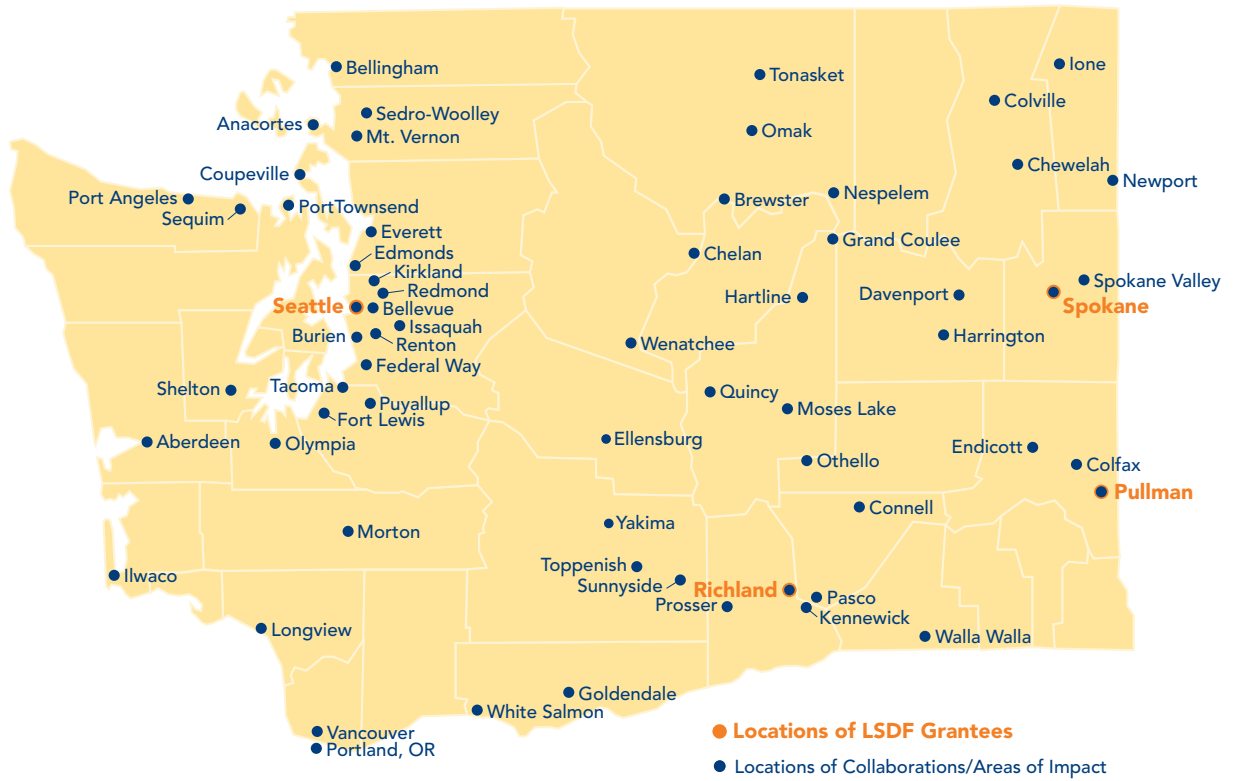 Bellingham
Tonasket
Ione
Colville
Sedro-Woolley
Anacortes
Mt. Vernon
Omak
Chewelah
Coupeville
Newport
Port Angeles
Sequim
PortTownsend
Brewster
Nespelem
Everett
Grand Coulee
Edmonds
Chelan
Kirkland
Spokane Valley
Redmond
Hartline
Davenport
Seattle
Bellevue
Spokane
Issaquah
Burien
Renton
Wenatchee
Harrington
Federal Way
Shelton
Tacoma
Quincy
Puyallup
Moses Lake
Fort Lewis
Aberdeen
Olympia
Ellensburg
Endicott
Othello
Colfax
Pullman
Connell
Yakima
Morton
Toppenish
Ilwaco
Sunnyside
Richland
Prosser
Pasco
Kennewick
Longview
Walla Walla
Goldendale
White Salmon
Vancouver
Portland, OR
Locations of LSDF Grantees
Locations of Collaborations/Areas of Impact